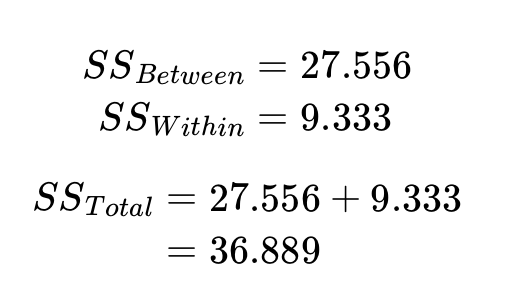 SS_{Between} = 27.556
SS_{Within} = 9.333
SS_{Total} = 27.556 + 9.333
= 36.889